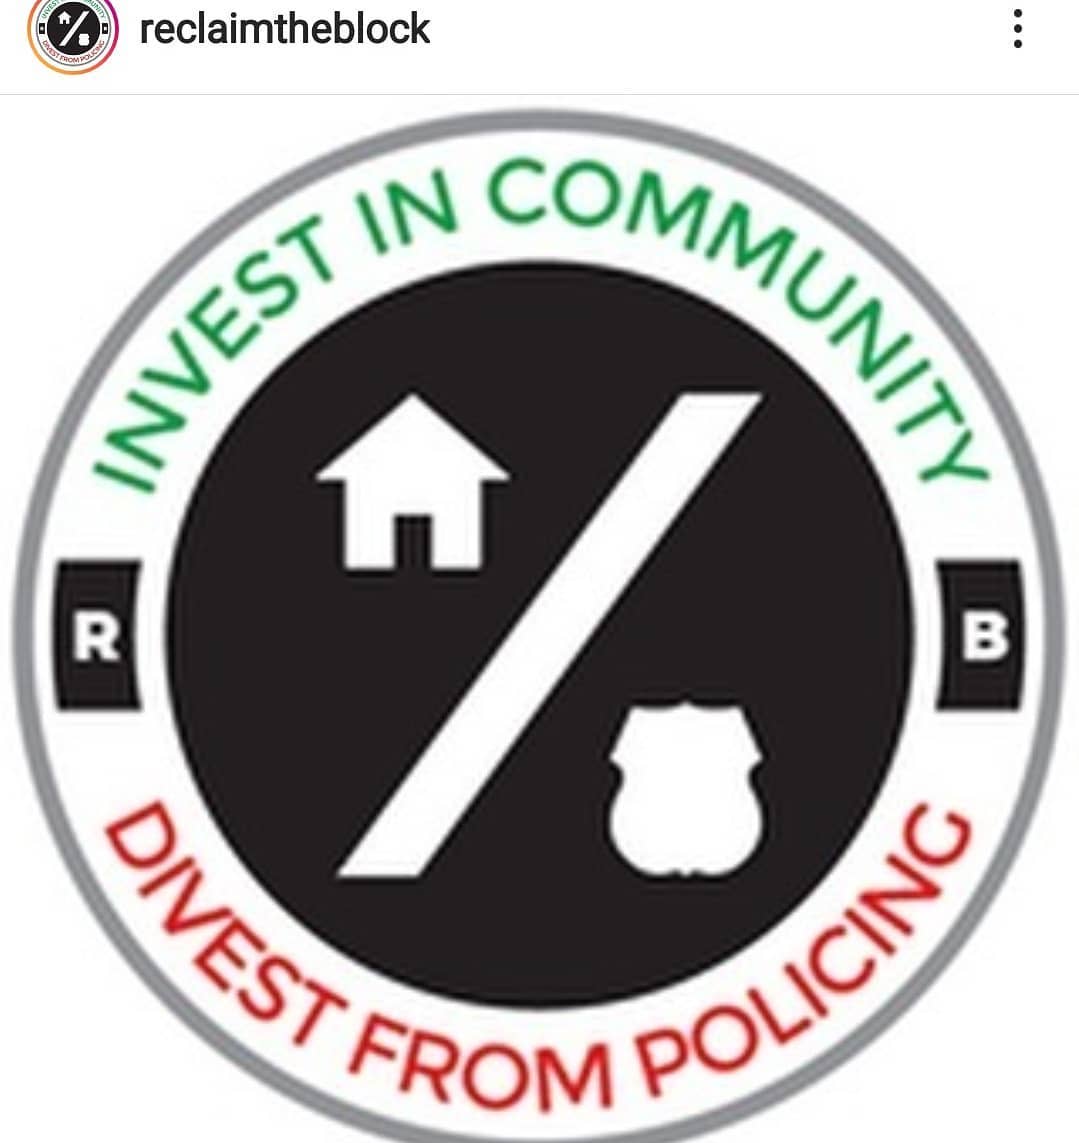 reclaimtheblock
INVEST IN COMMUNITY
R
B
DIVEST FROM POLICING